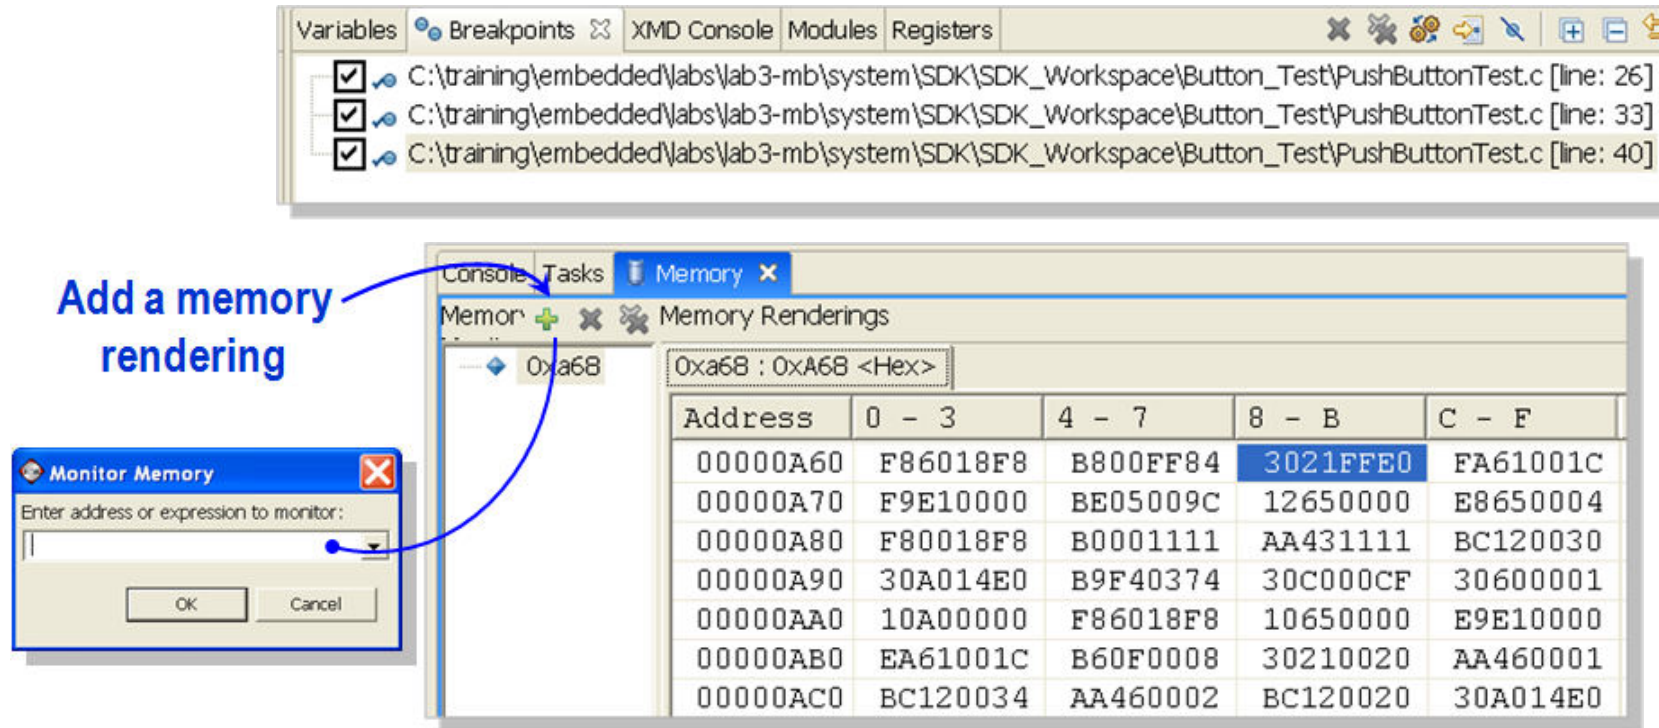 Variables Breakpoints XMD Console Modules Registers
C:\training\embedded\labs\lab3-mb\system\SDK\SDK_Workspace\Button_Test\PushButtonTest.c [line: 26]
C:\training\embedded\labs\lab3-mb\system\SDK\SDK_Workspace\Button_Test\PushButtonTest.c [line: 33]
C:\training\embedded\labs\lab3-mb\system\SDK\SDK_Workspace\Button_Test\PushButtonTest.c [line: 40]
Add a memory
rendering
Console Tasks Memory
Memor Memory Renderings
0xa68
0xa68 : 0xA68 <Hex>
Address 0 - 3 4 - 7 8 - B C - F
00000A60 F86018F8 B800FF84 3021FFE0 FA61001C
00000A70 F9E10000 BE05009C 12650000 E8650004
00000A80 F80018F8 B0001111 AA431111 BC120030
00000A90 30A014E0 B9F40374 30C000CF 30600001
00000AA0 10A00000 F86018F8 10650000 E9E10000
00000AB0 EA61001C B60F0008 30210020 AA460001
00000AC0 BC120034 AA460002 BC120020 30A014E0
Monitor Memory
Enter address or expression to monitor:
OK Cancel